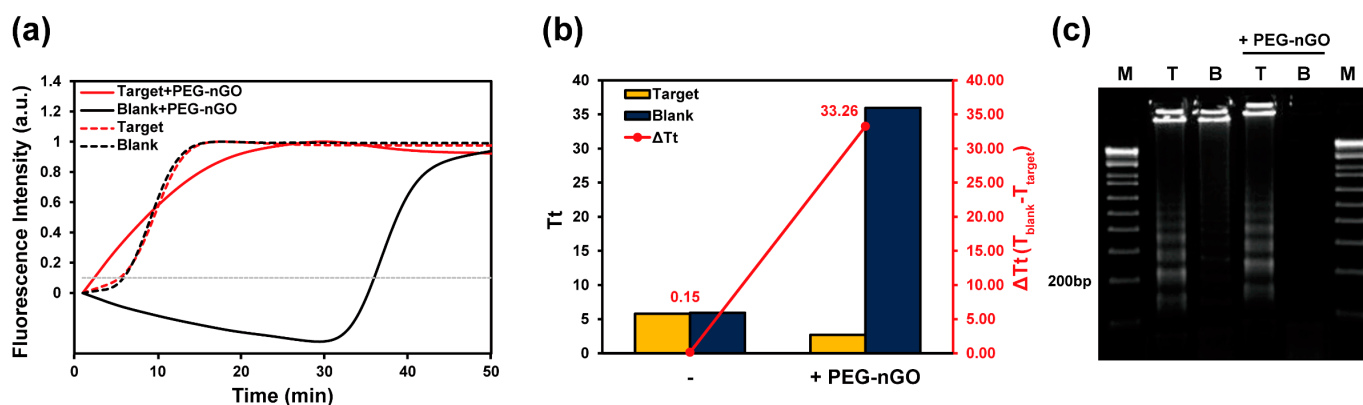 (a)
Fluorescence Intensity (a.u.)
1.4
1.2
1
0.8
0.6
0.4
0.2
0
Target+PEG-nGO
Blank+PEG-nGO
Target
Blank
1
10
20
30
40
50
Time (min)
(b)
Tt
40
35
30
25
20
15
10
5
0
Target
Blank
ΔTt
0.15
33.26
-
+ PEG-nGO
40.00
35.00
30.00
25.00
20.00
15.00
10.00
5.00
0.00
ΔTt (Tblank-Ttarget)
(c)
+ PEG-nGO
M T B T B M
200bp